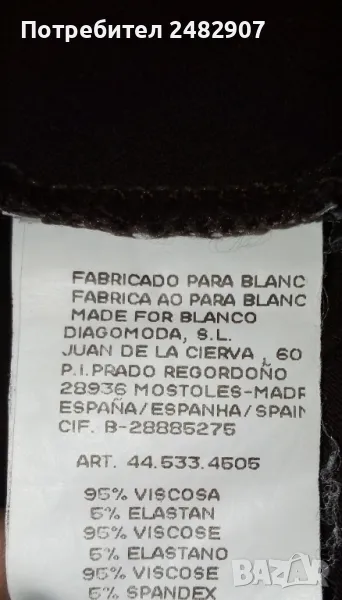 Потребител 2482907
FABRICADO PARA BLANC
FABRICA AO PARA BLANC
MADE FOR BLANCO
DIAGOMODA, S.L.
JUAN DE LA CIERVA , 60
P.I.PRADO REGORDOÑO
28936 MOSTOLES-MADR
ESPAÑA/ESPANHA/SPAIN
CIF. B-28885275
ART. 44.533.4505
95% VISCOSA
5% ELASTAN
95% VISCOSE
5% ELASTANO
95% VISCOSE
5% SPANDEX
BAZAR